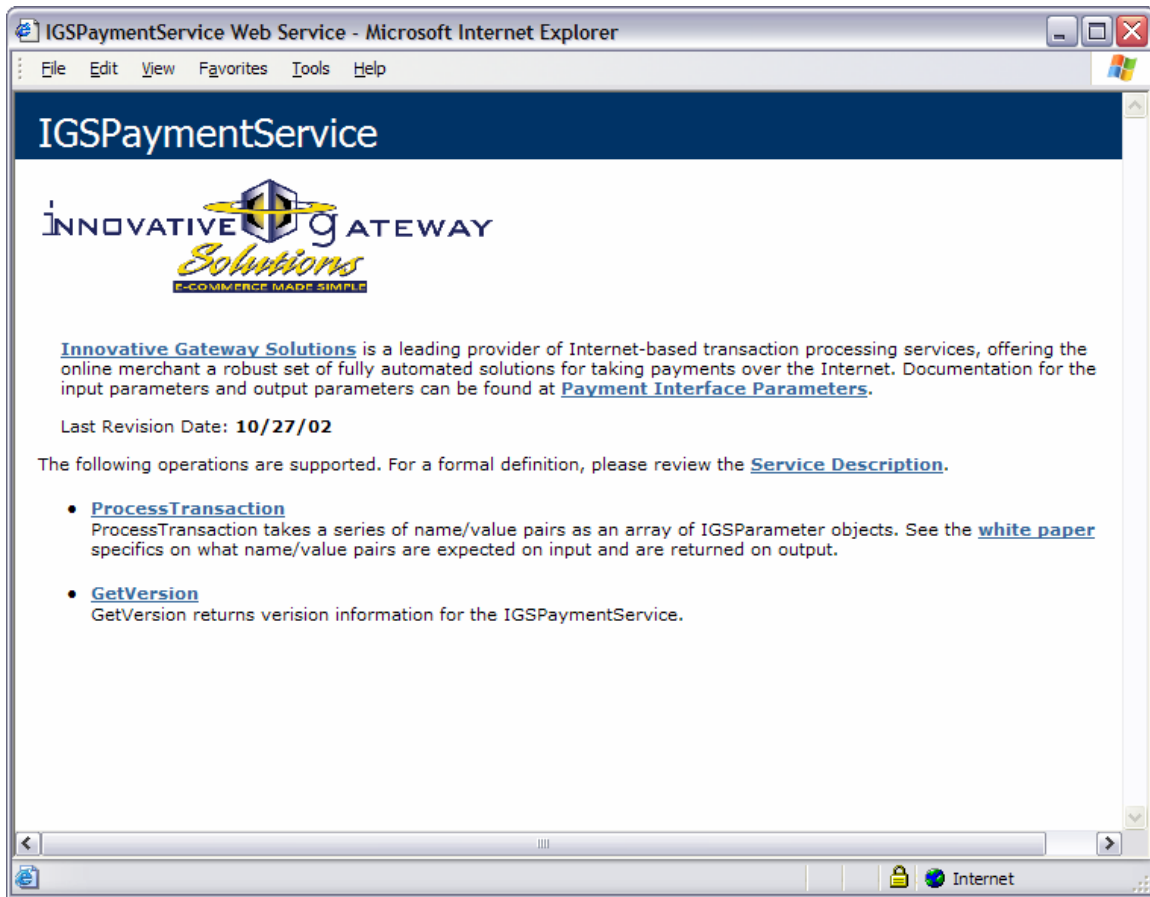 IGSPaymentService Web Service - Microsoft Internet Explorer
File Edit View Favorites Tools Help
IGSPaymentService
iNNOVATIVE gATEWAY
Solutions
E-COMMERCE MADE SIMPLE
Innovative Gateway Solutions is a leading provider of Internet-based transaction processing services, offering the
online merchant a robust set of fully automated solutions for taking payments over the Internet. Documentation for the
input parameters and output parameters can be found at Payment Interface Parameters.
Last Revision Date: 10/27/02
The following operations are supported. For a formal definition, please review the Service Description.
• ProcessTransaction
ProcessTransaction takes a series of name/value pairs as an array of IGSParameter objects. See the white paper
specifics on what name/value pairs are expected on input and are returned on output.
• GetVersion
GetVersion returns verision information for the IGSPaymentService.
Internet